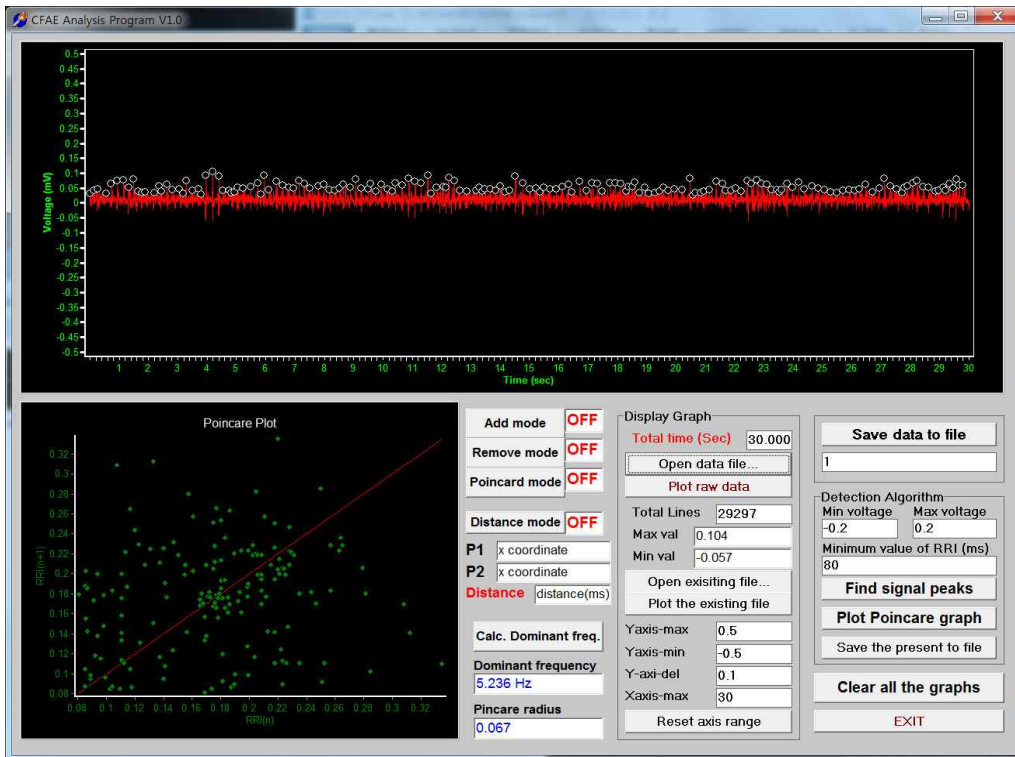 CFAE Analysis Program V1.0
0.5
0.45
0.4
0.35
0.3
0.25
0.2
0.15
0.1
0.05
0
-0.05
-0.1
-0.15
-0.2
-0.25
-0.3
-0.35
-0.4
-0.45
-0.5
Voltage (mV)
1 2 3 4 5 6 7 8 9 10 11 12 13 14 15 16 17 18 19 20 21 22 23 24 25 26 27 28 29 30
Time (sec)
Poincare Plot
0.32
0.3
0.28
0.26
0.24
0.22
0.2
0.18
0.16
0.14
0.12
0.1
0.08
RRI(n+1)
0.08 0.1 0.12 0.14 0.16 0.18 0.2 0.22 0.24 0.26 0.28 0.3 0.32
RRI(n)
Add mode OFF
Remove mode OFF
Poincard mode OFF
Distance mode OFF
P1 x coordinate
P2 x coordinate
Distance distance(ms)
Calc. Dominant freq.
Dominant frequency
5.236 Hz
Pincare radius
0.067
Display Graph
Total time (Sec) 30.000
Open data file...
Plot raw data
Total Lines 29297
Max val 0.104
Min val -0.057
Open exisiting file...
Plot the existing file
Yaxis-max 0.5
Yaxis-min -0.5
Y-axi-del 0.1
Xaxis-max 30
Reset axis range
Save data to file
1
Detection Algorithm
Min voltage Max voltage
-0.2 0.2
Minimum value of RRI (ms)
80
Find signal peaks
Plot Poincare graph
Save the present to file
Clear all the graphs
EXIT